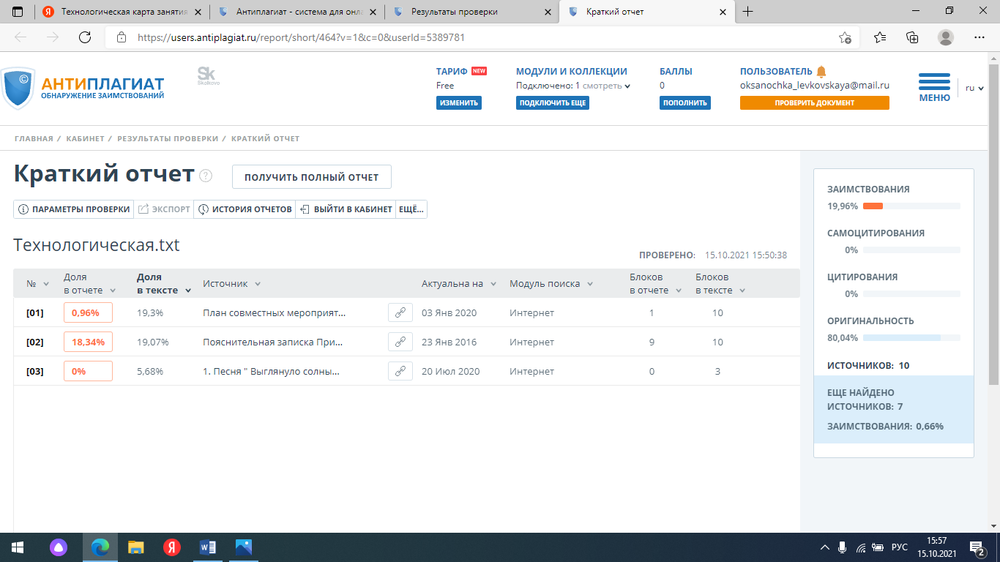 Технологическая карта занятия
Антиплагиат - система для онла
Результаты проверки
Краткий отчет
https://users.antiplagiat.ru/report/short/464?v=1&c=0&userId=5389781
©
АНТИПЛАГИАТ
ОБНАРУЖЕНИЕ ЗАИМСТВОВАНИЙ
Sk
Skolkovo
ТАРИФ NEW
Free
ИЗМЕНИТЬ
МОДУЛИ И КОЛЛЕКЦИИ
Подключено: 1 смотреть
ПОДКЛЮЧИТЬ ЕЩЕ
БАЛЛЫ
0
ПОПОЛНИТЬ
ПОЛЬЗОВАТЕЛЬ
oksanochka_levkovskaya@mail.ru
ПРОВЕРИТЬ ДОКУМЕНТ
МЕНЮ
ru
ГЛАВНАЯ / КАБИНЕТ / РЕЗУЛЬТАТЫ ПРОВЕРКИ / КРАТКИЙ ОТЧЕТ
Краткий отчет ?
ПОЛУЧИТЬ ПОЛНЫЙ ОТЧЕТ
ПАРАМЕТРЫ ПРОВЕРКИ ЭКСПОРТ ИСТОРИЯ ОТЧЕТОВ ВЫЙТИ В КАБИНЕТ ЕЩЁ...
Технологическая.txt
ПРОВЕРЕНО: 15.10.2021 15:50:38
№ Доля в отчете Доля в тексте Источник Актуальна на Модуль поиска Блоков в отчете Блоков в тексте
[01] 0,96% 19,3% План совместных мероприят... 03 Янв 2020 Интернет 1 10
[02] 18,34% 19,07% Пояснительная записка При... 23 Янв 2016 Интернет 9 10
[03] 0% 5,68% 1. Песня " Выглянуло солны... 20 Июл 2020 Интернет 0 3
ЗАИМСТВОВАНИЯ
19,96%
САМОЦИТИРОВАНИЯ
0%
ЦИТИРОВАНИЯ
0%
ОРИГИНАЛЬНОСТЬ
80,04%
ИСТОЧНИКОВ: 10
ЕЩЕ НАЙДЕНО
ИСТОЧНИКОВ: 7
ЗАИМСТВОВАНИЯ: 0,66%
РУС
15:57
15.10.2021
2